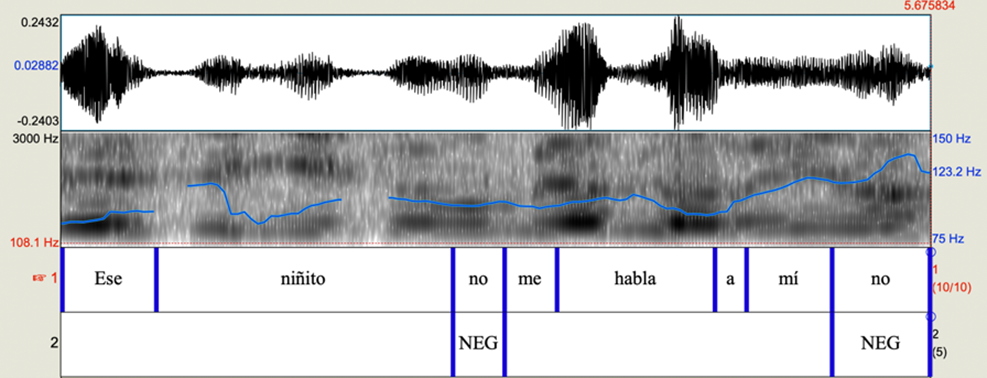 5.675834
0.2432
0.02882
-0.2403
3000 Hz 150 Hz
123.2 Hz
108.1 Hz 75 Hz
☞ 1 Ese niñito no me habla a mí no 1
(10/10)
2 NEG NEG 2
(5)